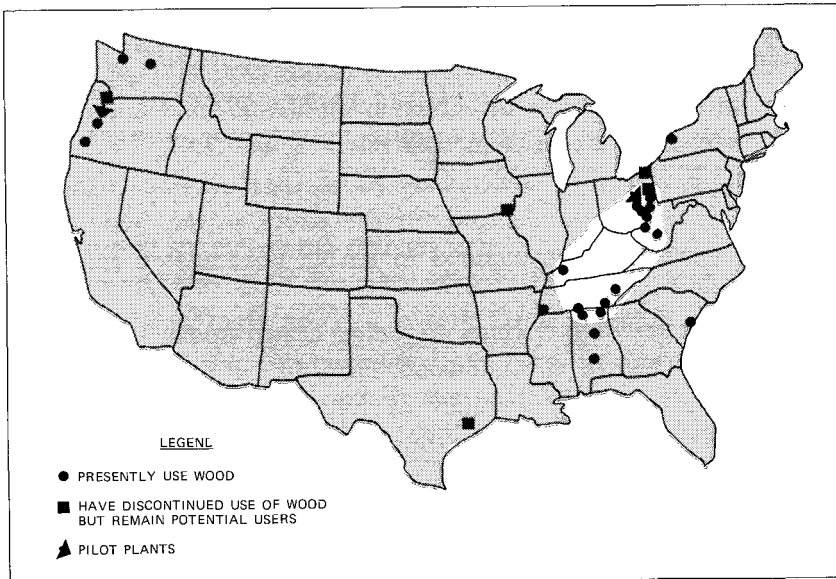 LEGEND
PRESENTLY USE WOOD
HAVE DISCONTINUED USE OF WOOD
BUT REMAIN POTENTIAL USERS
PILOT PLANTS